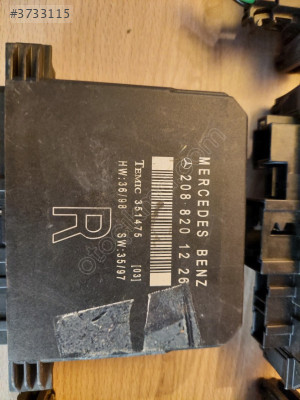 #3733115
MERCEDES BENZ
208 820 12 26
TEMIC 351475 [03]
HW:36/98 SW:35/97
R